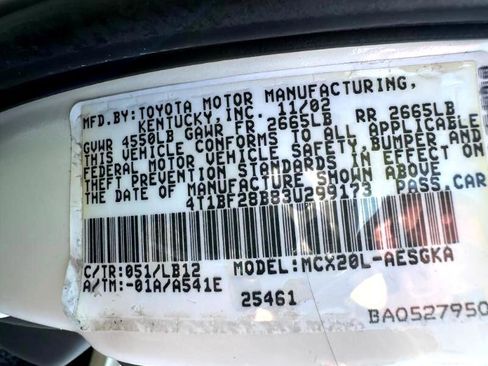 MFD.BY:TOYOTA MOTOR MANUFACTURING,
KENTUCKY, INC. 11/02
GVWR 4550LB GAWR FR 2665LB RR 2665LB
THIS VEHICLE CONFORMS TO ALL APPLICABLE
FEDERAL MOTOR VEHICLE SAFETY, BUMPER, AND
THEFT PREVENTION STANDARDS IN EFFECT ON
THE DATE OF MANUFACTURE SHOWN ABOVE.
4T1BF28B83U299173 PASS.CAR
C/TR:051/LB12 MODEL:MCX20L-AESGKA
A/TM:-01A/A541E
25461 BAQ527950